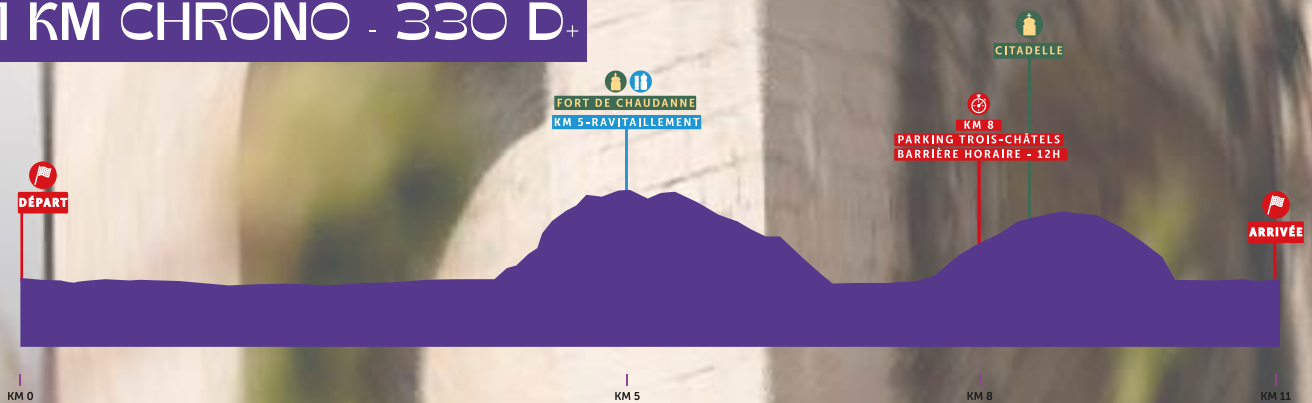 1 KM CHRONO - 330 D+
CITADELLE
FORT DE CHAUDANNE
KM 5-RAVITAILLEMENT
KM 8
PARKING TROIS-CHÂTELS
BARRIÈRE HORAIRE - 12H
DÉPART
ARRIVÉE
KM 0
KM 5
KM 8
KM 11